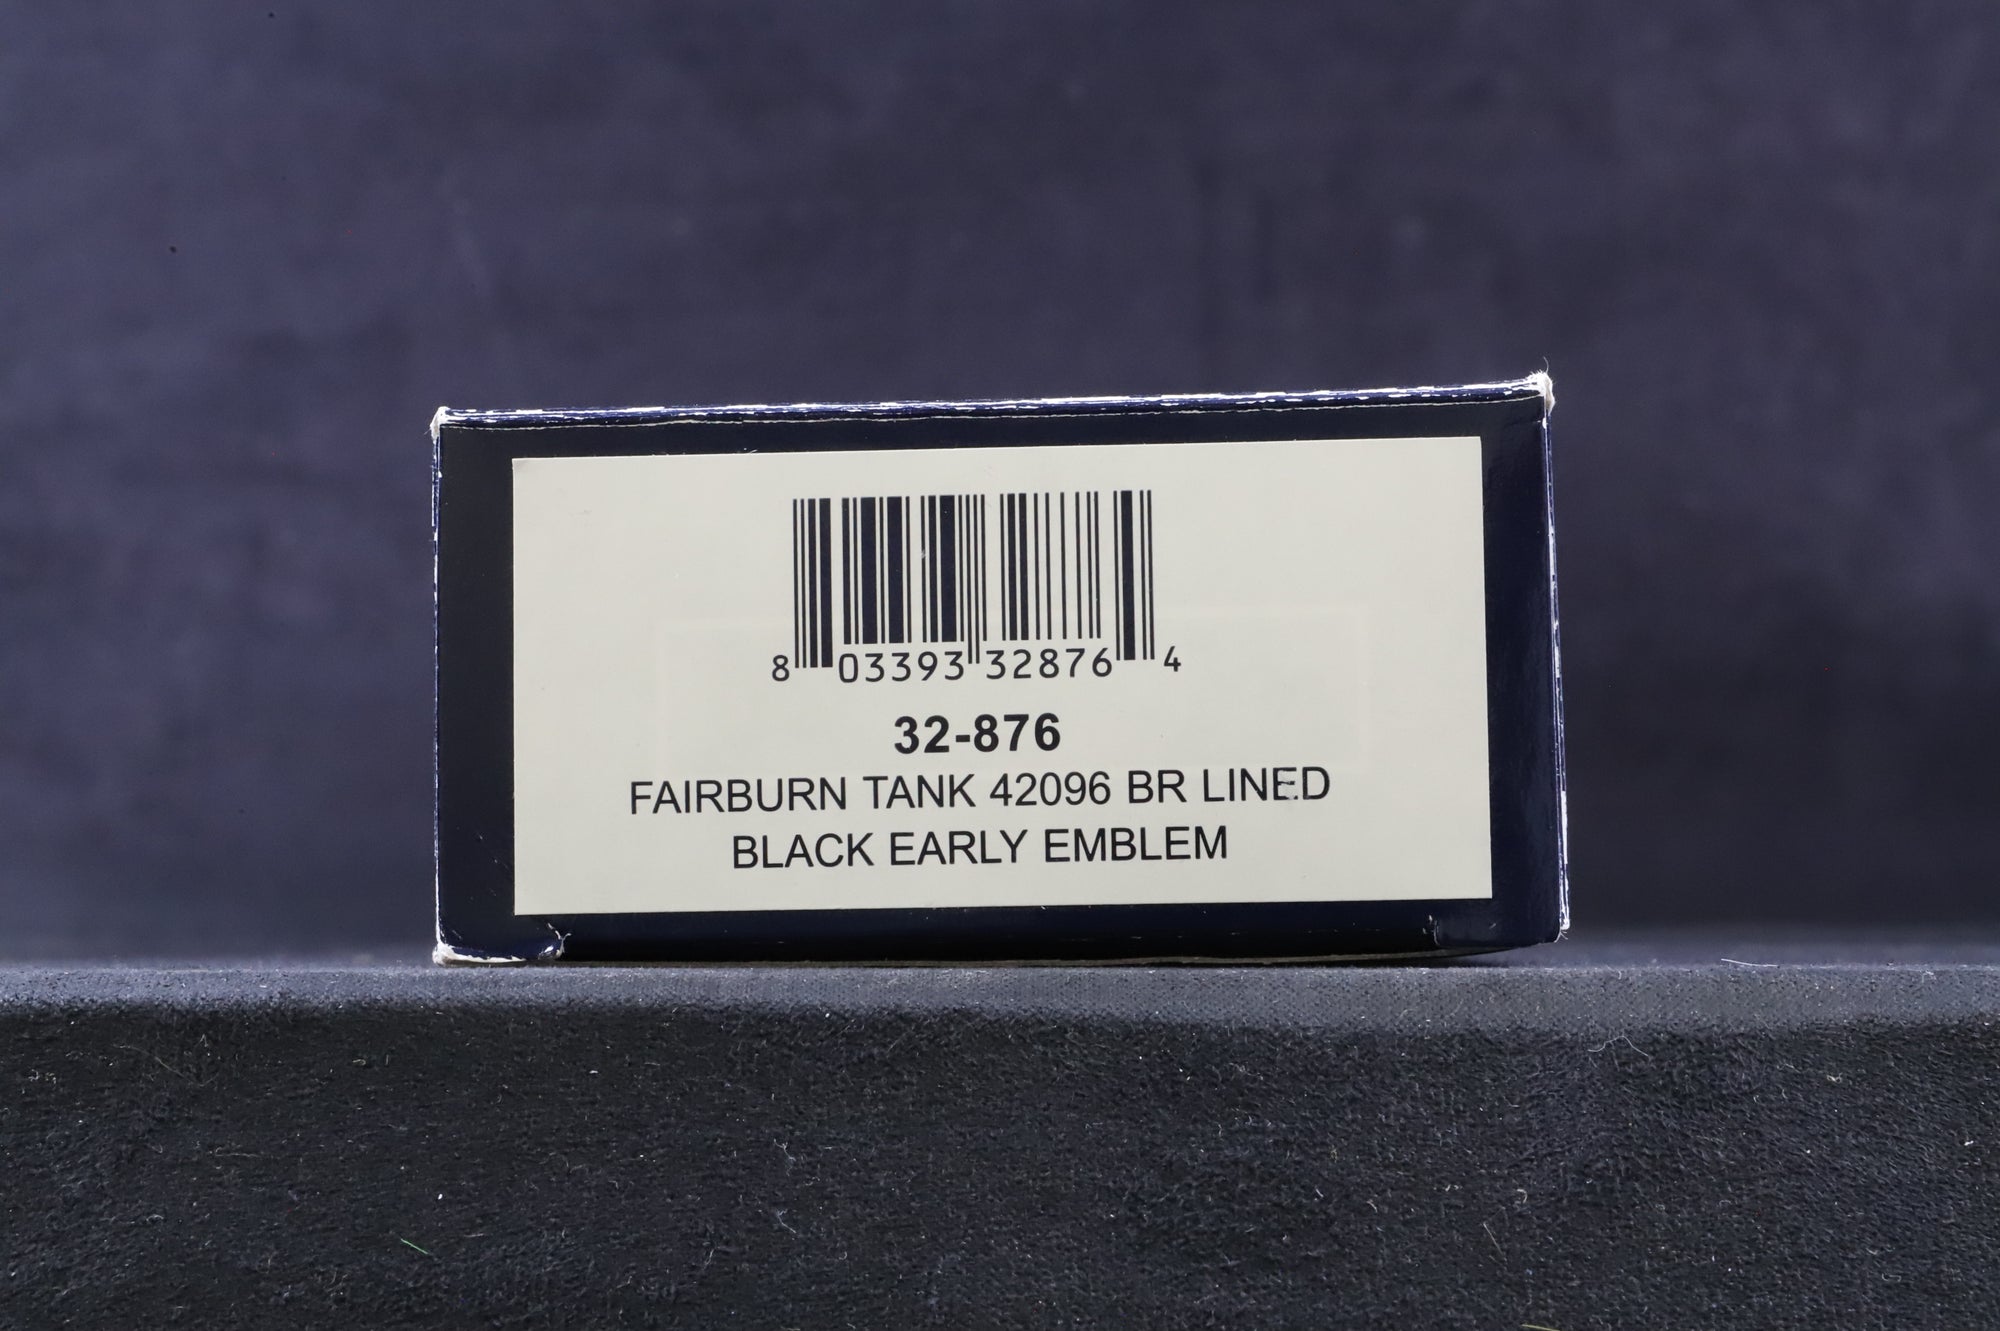 8 03393 32876 4
32-876
FAIRBURN TANK 42096 BR LINED
BLACK EARLY EMBLEM